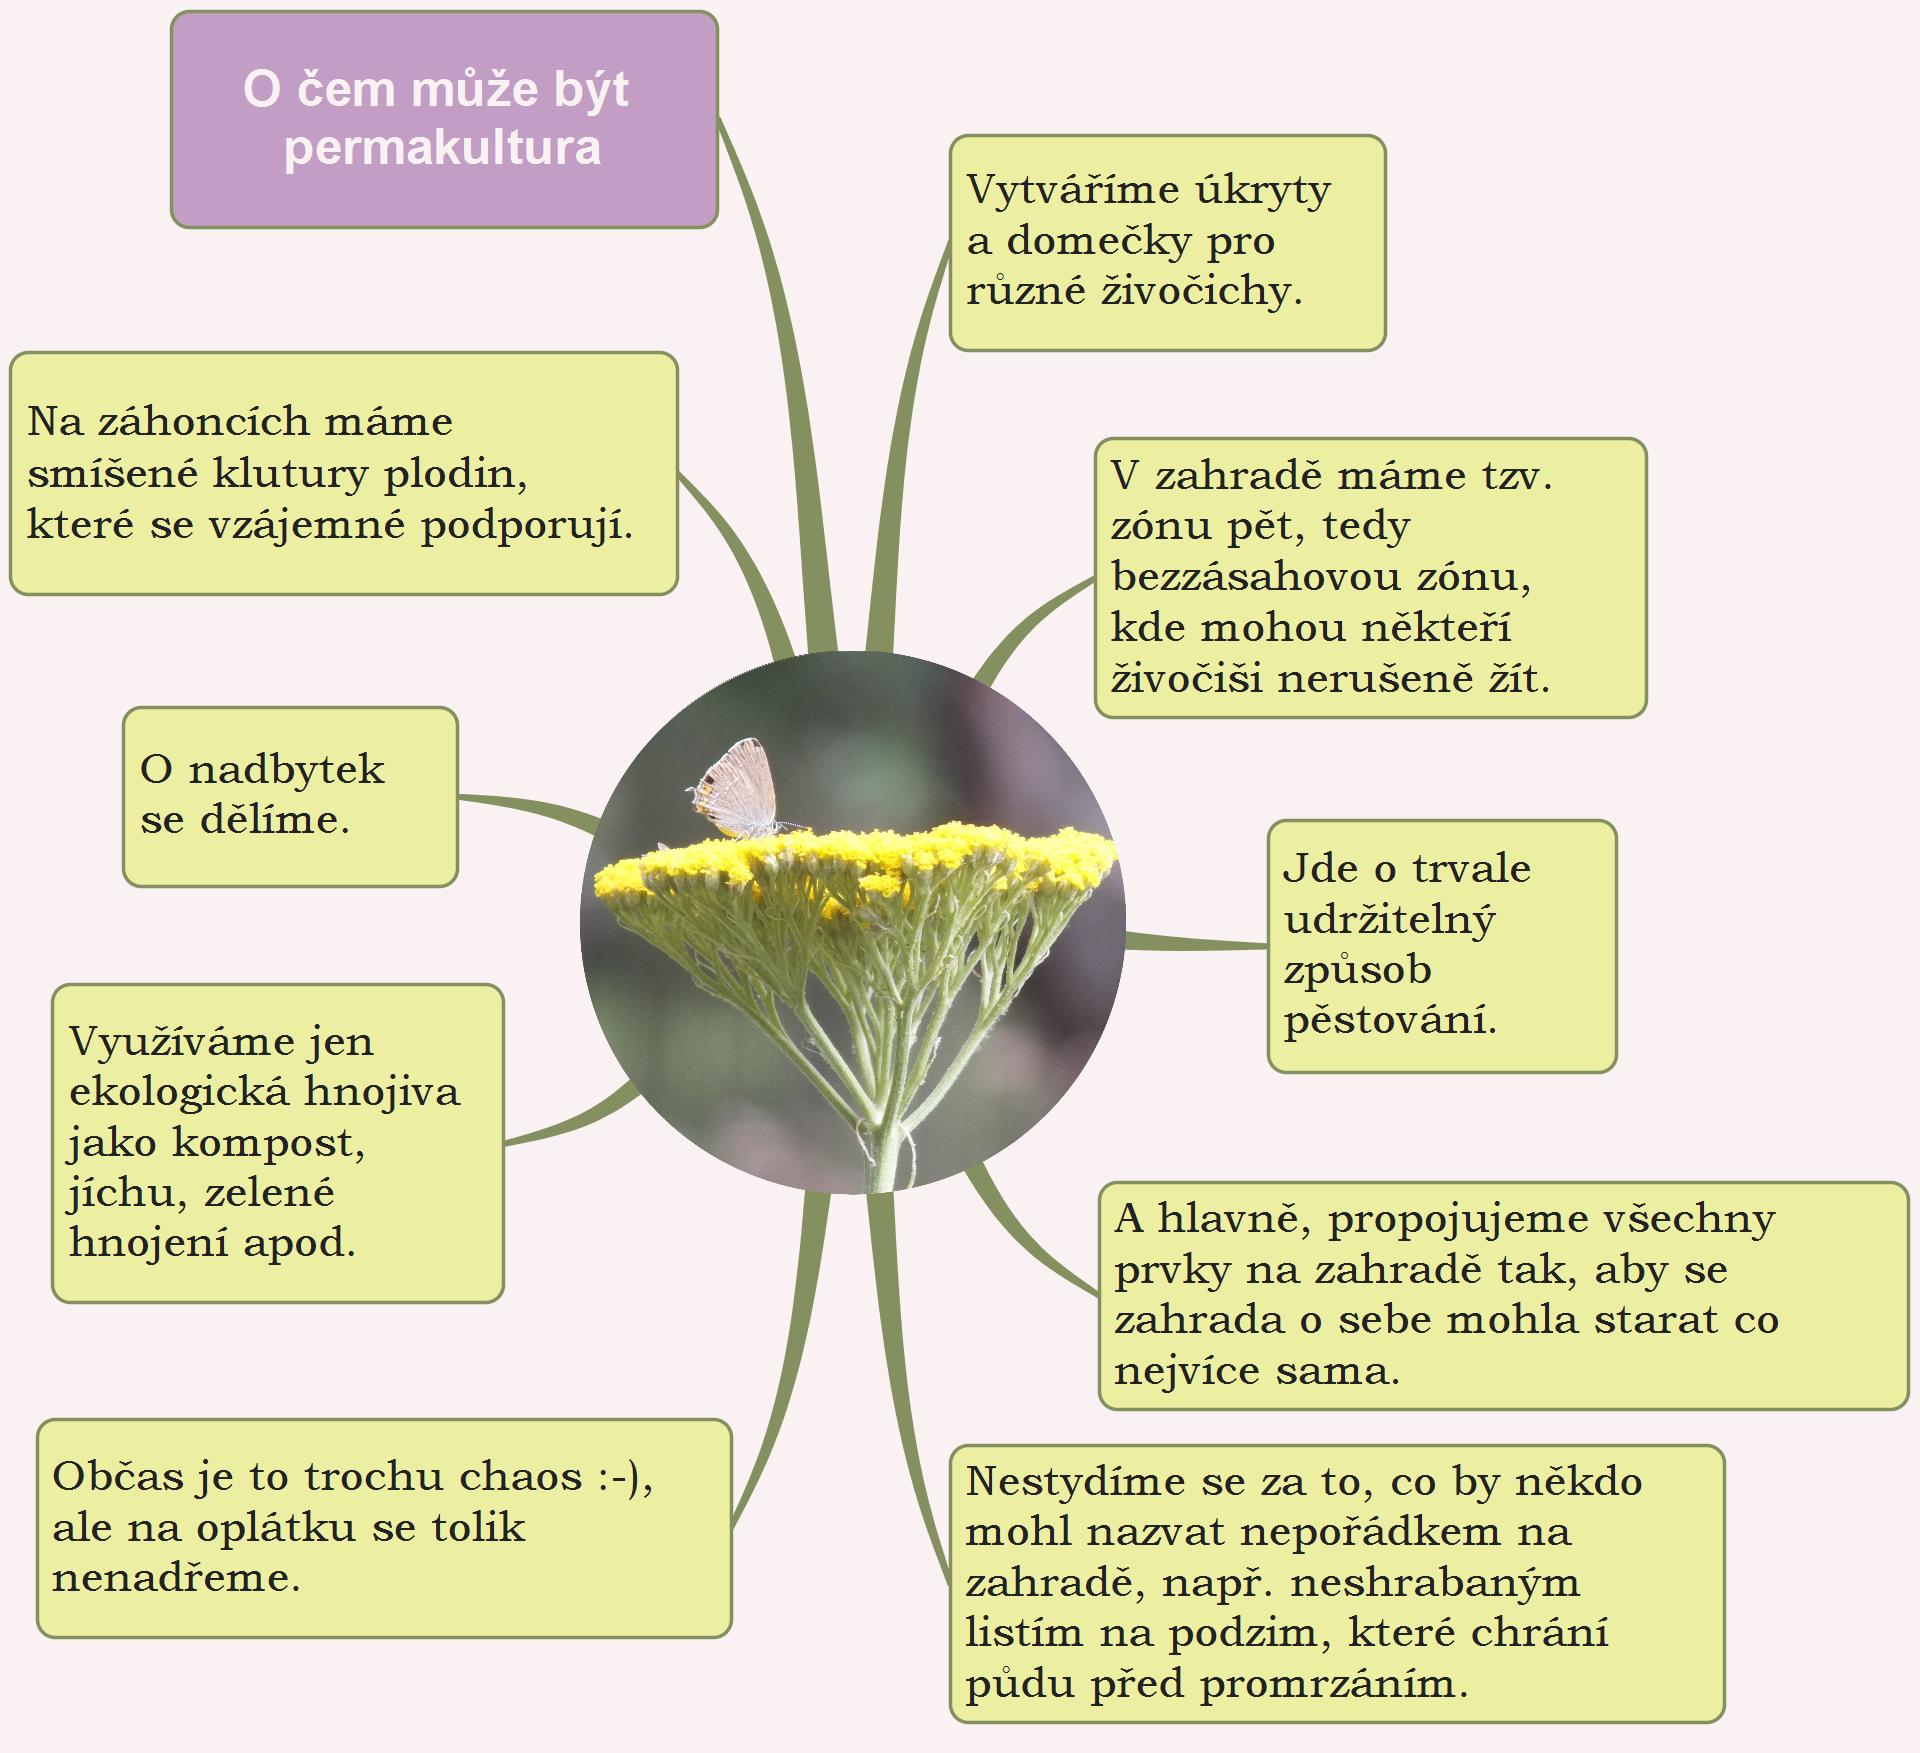 O čem může být
permakultura
Vytváříme úkryty
a domečky pro
různé živočichy.
Na záhoncích máme
smíšené klutury plodin,
které se vzájemné podporují.
V zahradě máme tzv.
zónu pět, tedy
bezzásahovou zónu,
kde mohou někteří
živočiši nerušeně žít.
O nadbytek
se dělíme.
Jde o trvale
udržitelný
způsob
pěstování.
Využíváme jen
ekologická hnojiva
jako kompost,
jíchu, zelené
hnojení apod.
A hlavně, propojujeme všechny
prvky na zahradě tak, aby se
zahrada o sebe mohla starat co
nejvíce sama.
Občas je to trochu chaos :-),
ale na oplátku se tolik
nenadřeme.
Nestydíme se za to, co by někdo
mohl nazvat nepořádkem na
zahradě, např. neshrabaným
listím na podzim, které chrání
půdu před promrzáním.